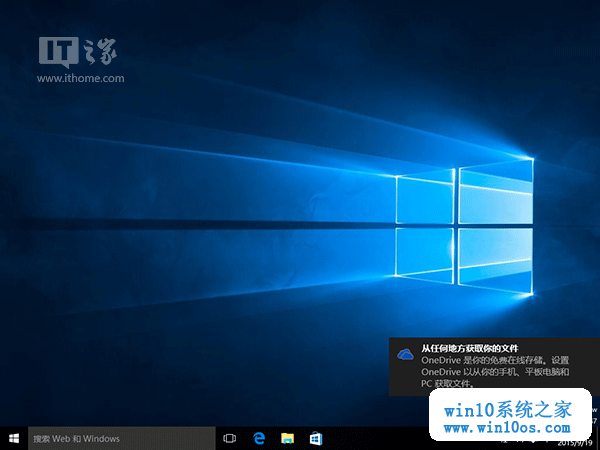 IT之家
www.ithome.com
从任何地方获取你的文件
OneDrive 是你的免费在线存储。设置
OneDrive 以从你的手机、平板电脑和
PC 获取文件。
搜索 Web 和 Windows
win10系统之家
www.win10os.com
2015/9/19